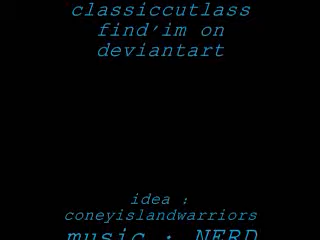 classiccutlass
find'im on
deviantart
idea :
coneyislandwarriors
music : NERD